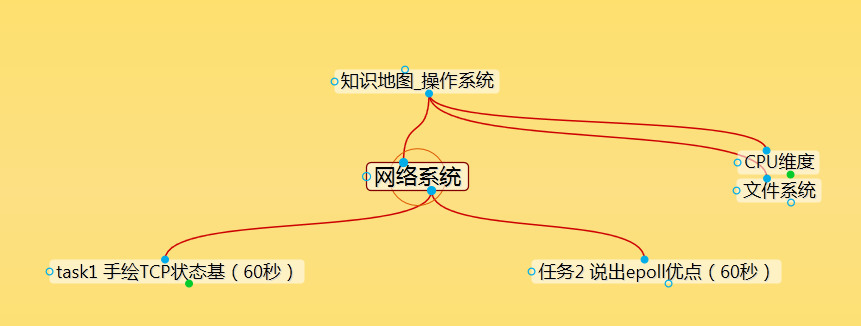 知识地图_操作系统
CPU维度
网络系统
文件系统
task1 手绘TCP状态基（60秒）
任务2 说出epoll优点（60秒）